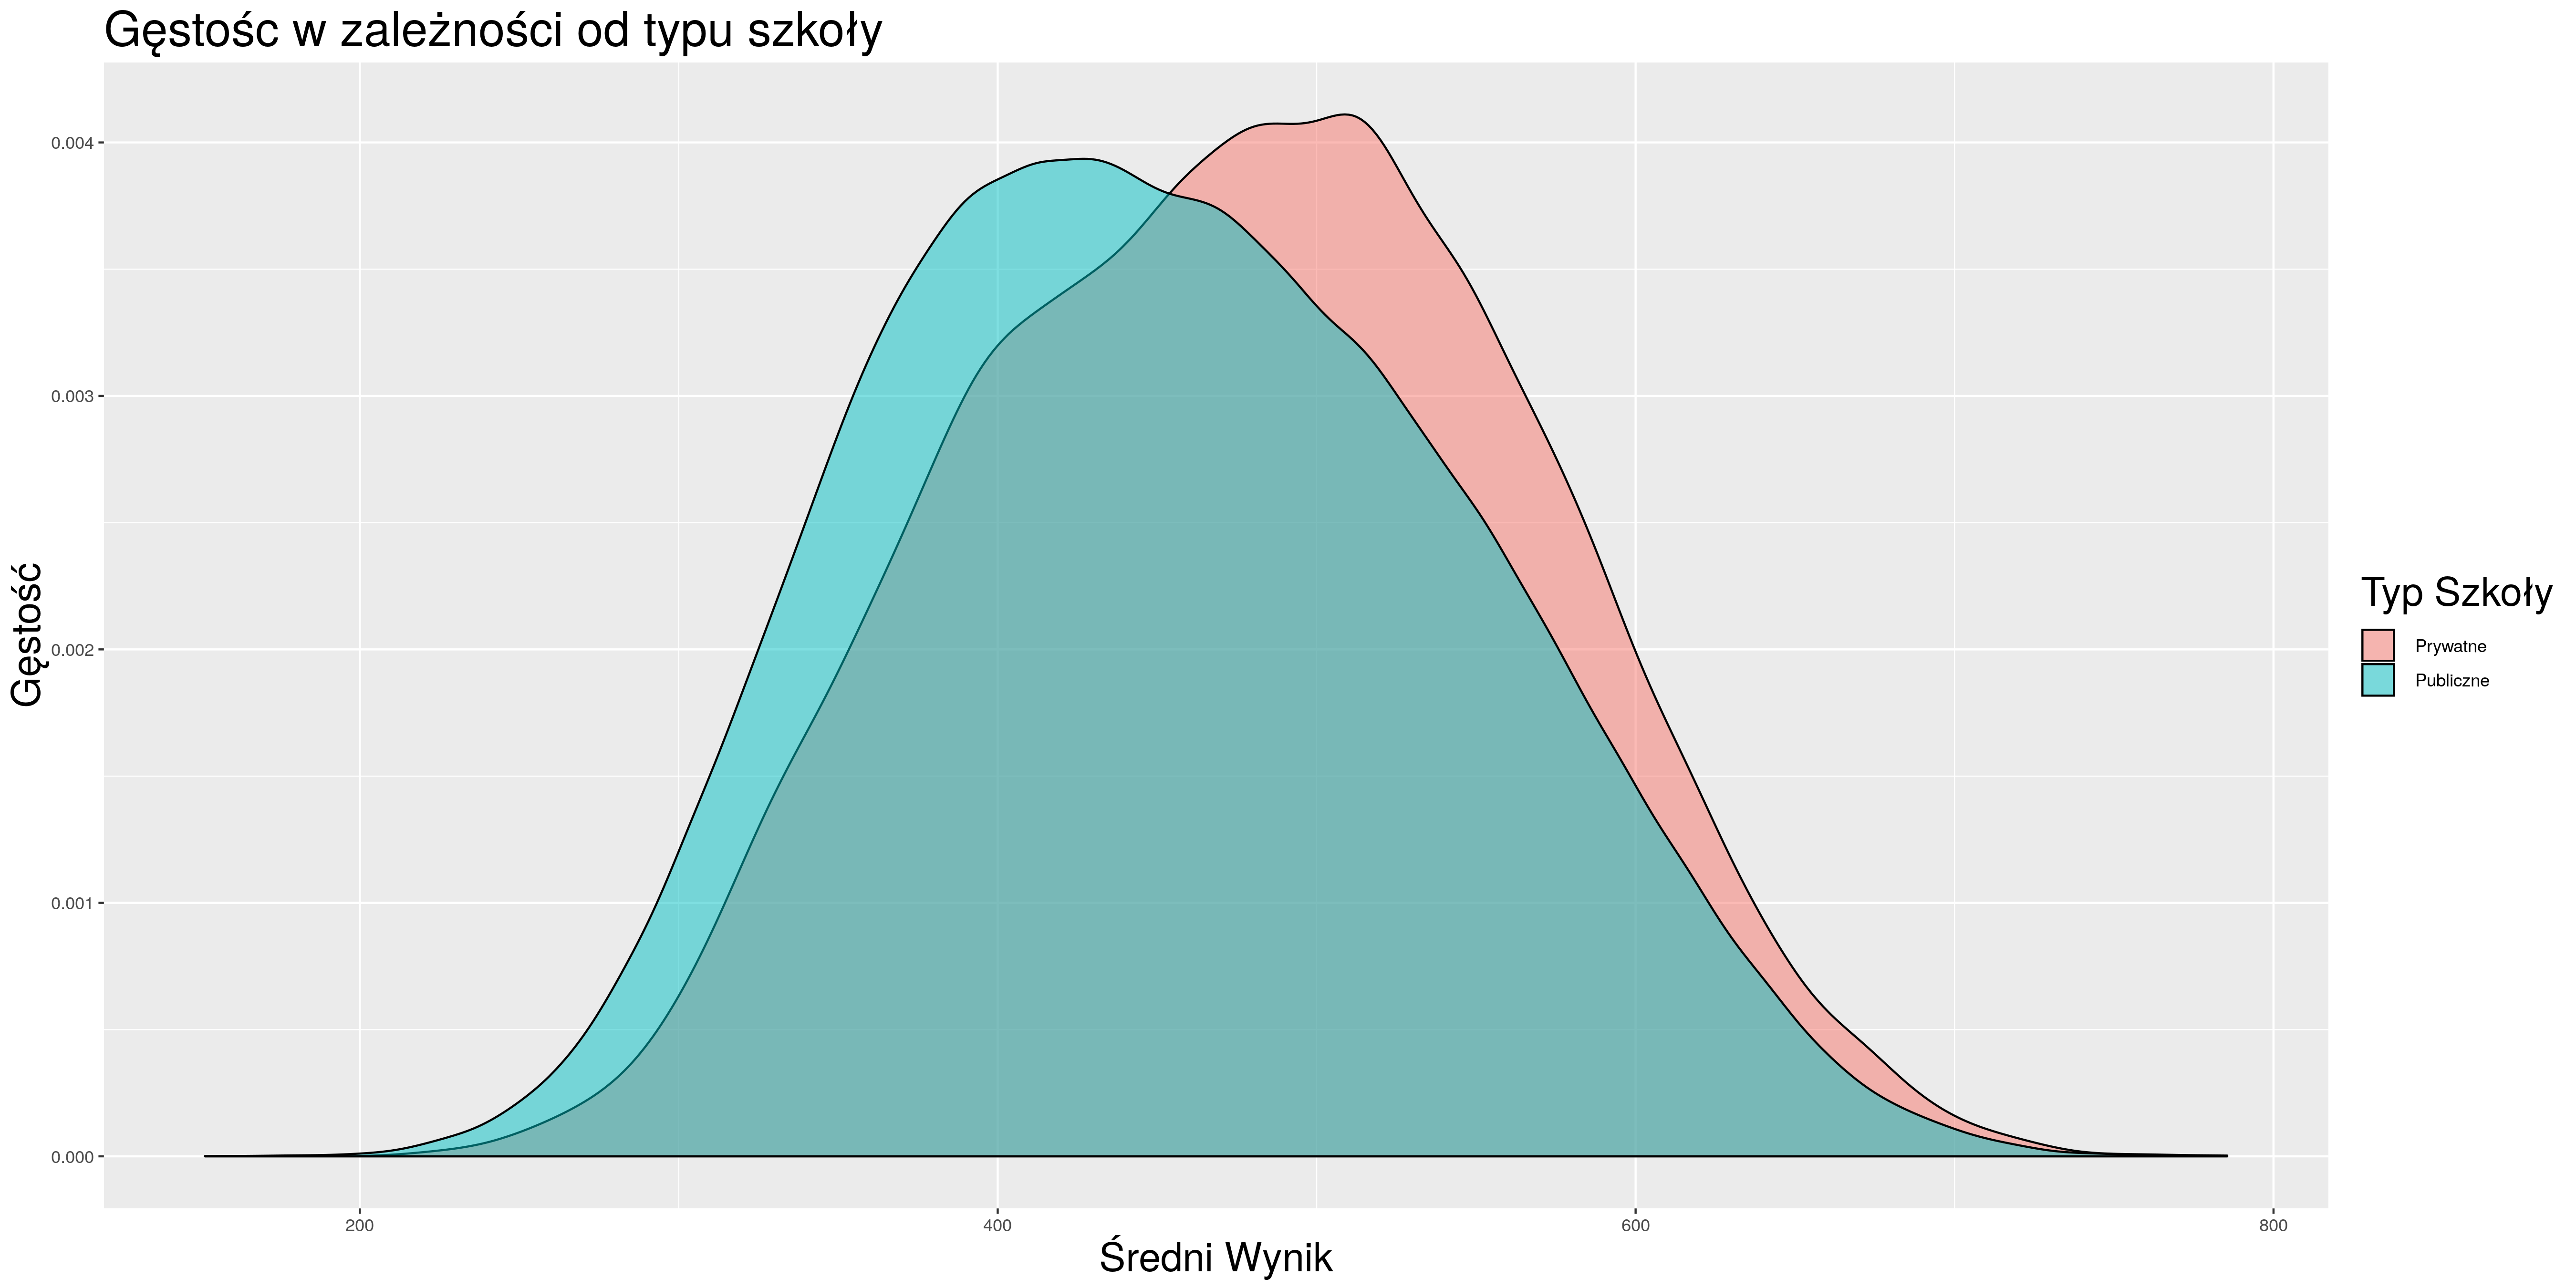 Gęstośc w zależności od typu szkoły
Gęstość
0.004
0.003
0.002
0.001
0.000
200
400
600
800
Średni Wynik
Typ Szkoły
Prywatne
Publiczne